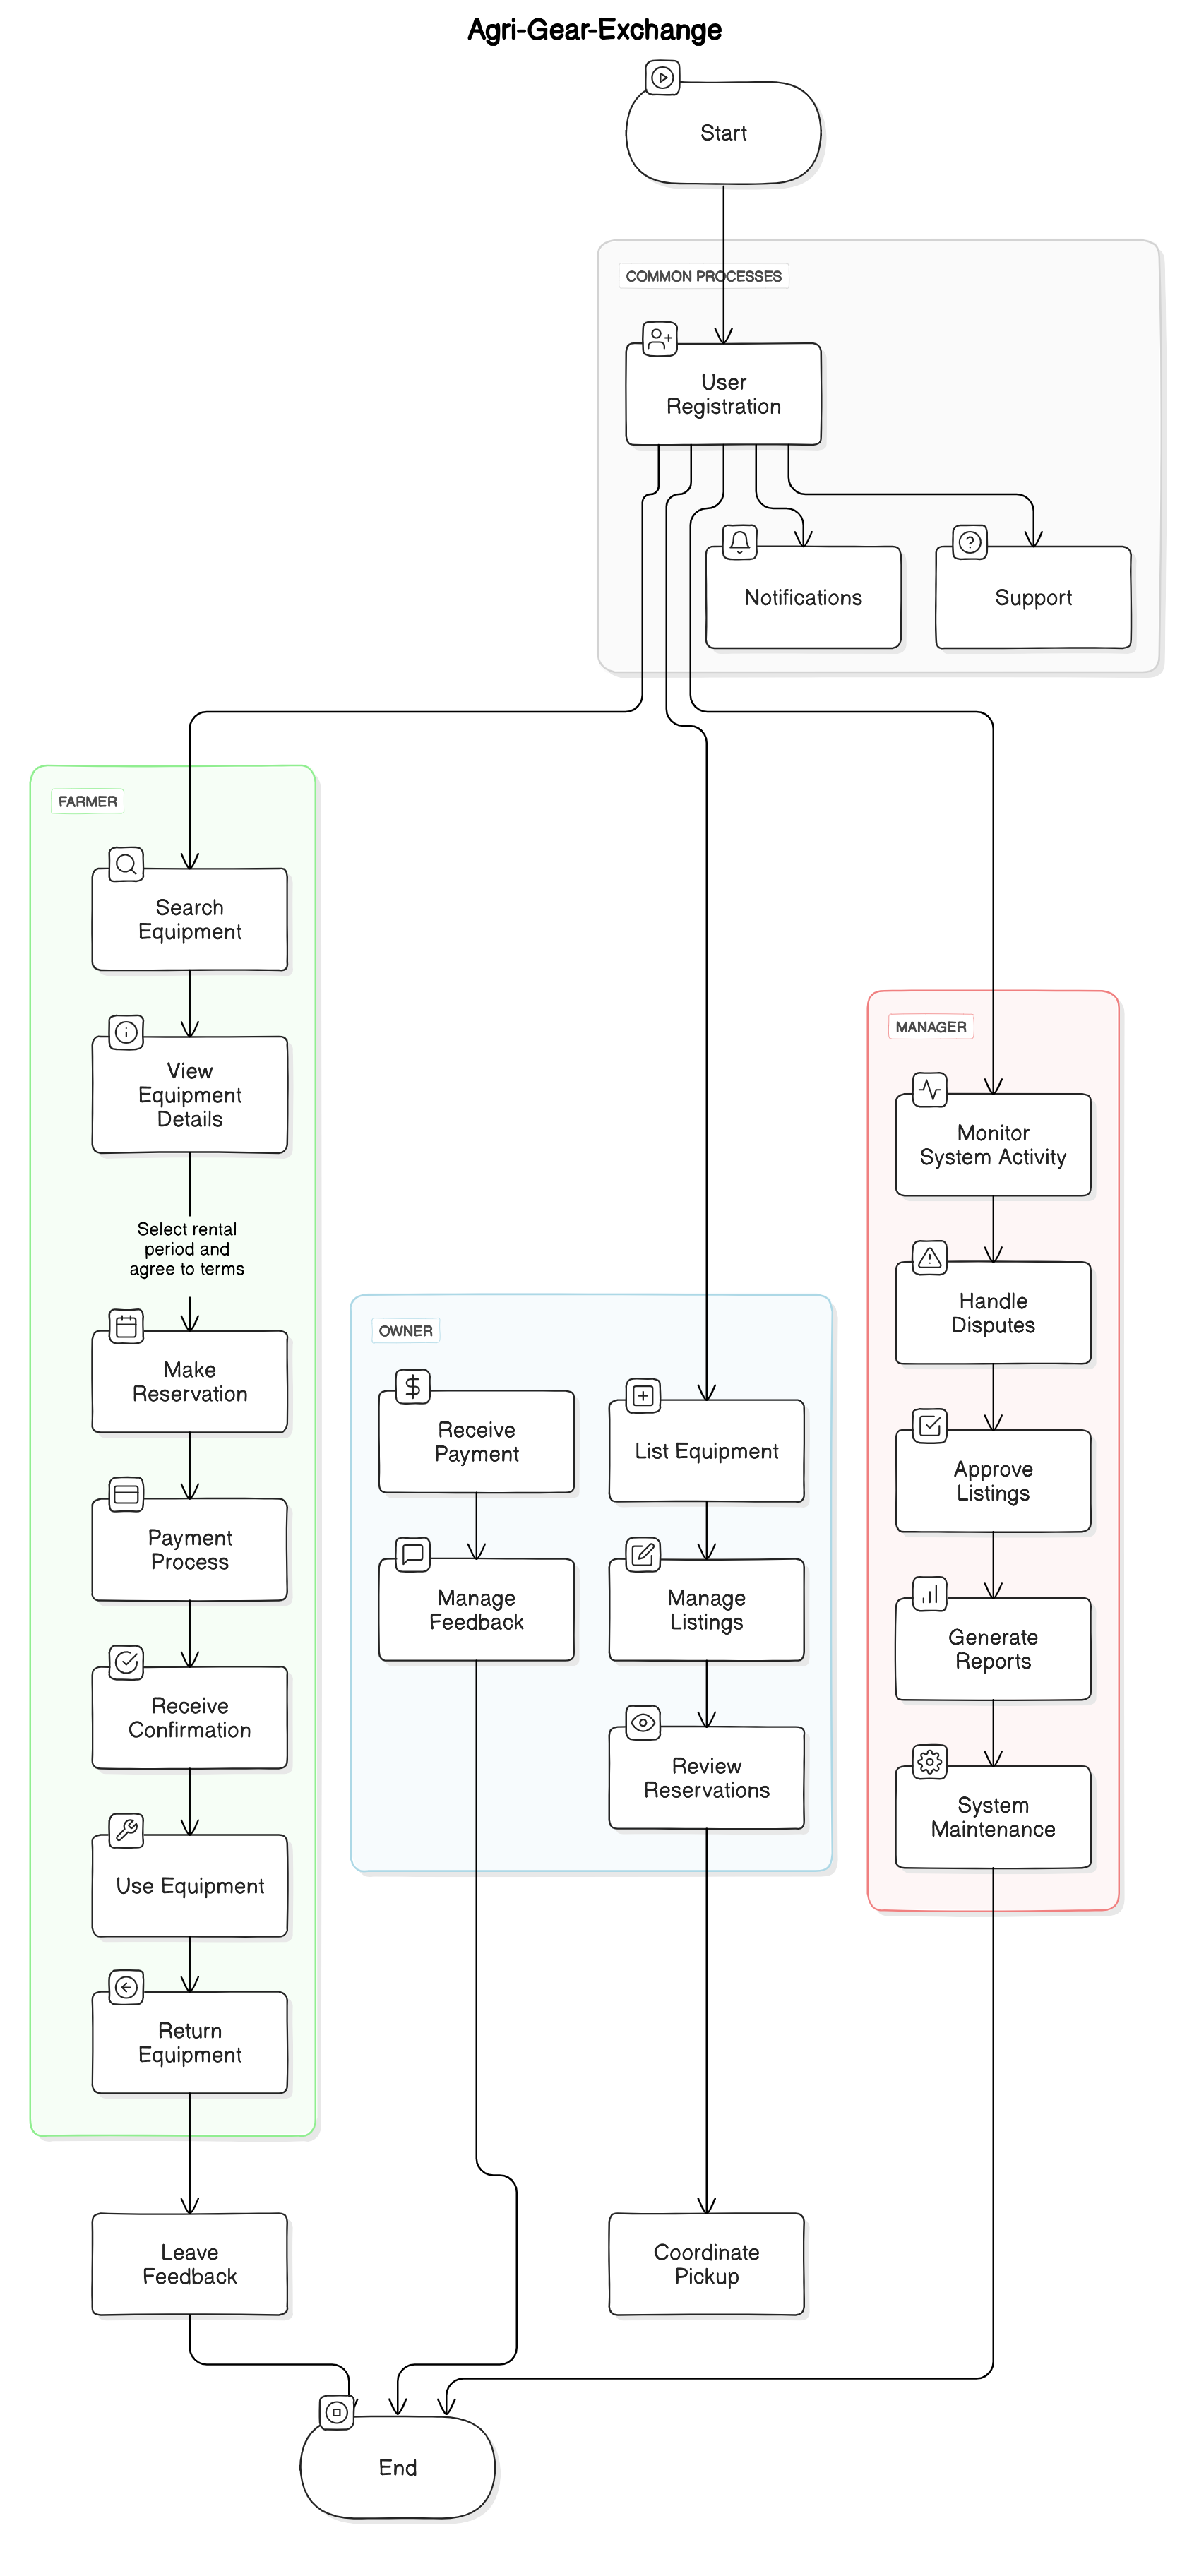 Agri-Gear-Exchange
Start
COMMON PROCESSES
User
Registration
Notifications
Support
FARMER
Search
Equipment
View
Equipment
Details
Select rental
period and
agree to terms
Make
Reservation
Payment
Process
Receive
Confirmation
Use Equipment
Return
Equipment
Leave
Feedback
OWNER
Receive
Payment
Manage
Feedback
List Equipment
Manage
Listings
Review
Reservations
Coordinate
Pickup
MANAGER
Monitor
System Activity
Handle
Disputes
Approve
Listings
Generate
Reports
System
Maintenance
End